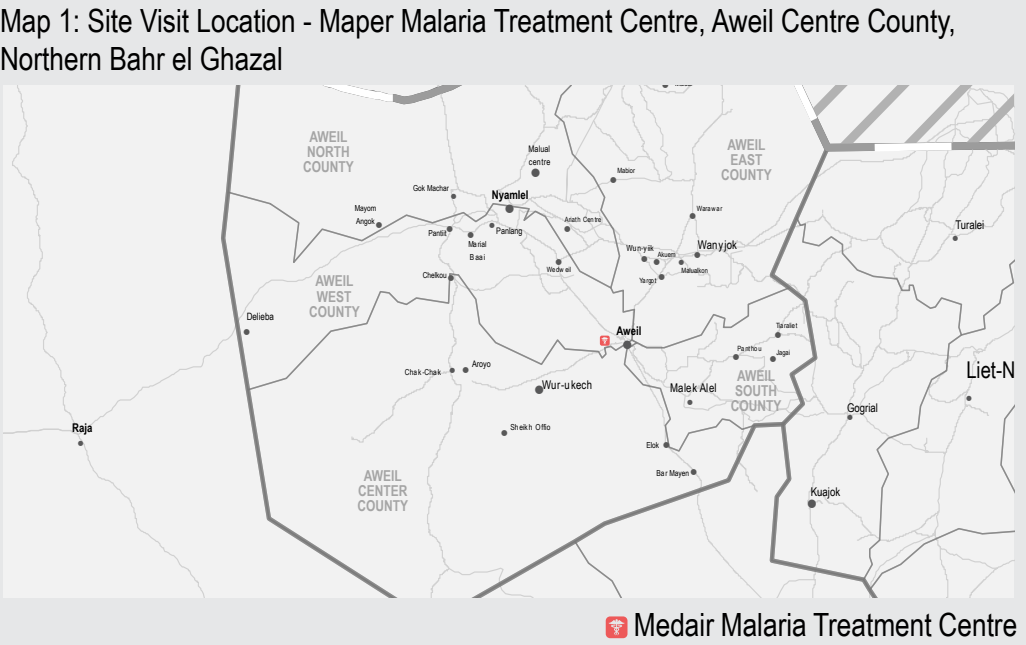 Map 1: Site Visit Location - Maper Malaria Treatment Centre, Aweil Centre County,
Northern Bahr el Ghazal
AWEIL
NORTH
COUNTY
Malual
centre
AWEIL
EAST
COUNTY
Mabior
Gok Machar
Nyamlel
Mayom
Angok
Warawar
Ariath Centre
Turalei
Pantiit
Panlang
Marial
Baai
Wun-yiik
Wanyjok
Akuem
Malualkon
Wedweil
Yargot
Chelkou
AWEIL
WEST
COUNTY
Delieba
Aweil
Tiaraliet
Panthou
Jagai
Aroyo
Chak-Chak
Liet-N
Wur-ukech
Malek Alel
AWEIL
SOUTH
COUNTY
Gogrial
Raja
Sheikh Offio
Elok
Bar Mayen
AWEIL
CENTER
COUNTY
Kuajok
Medair Malaria Treatment Centre